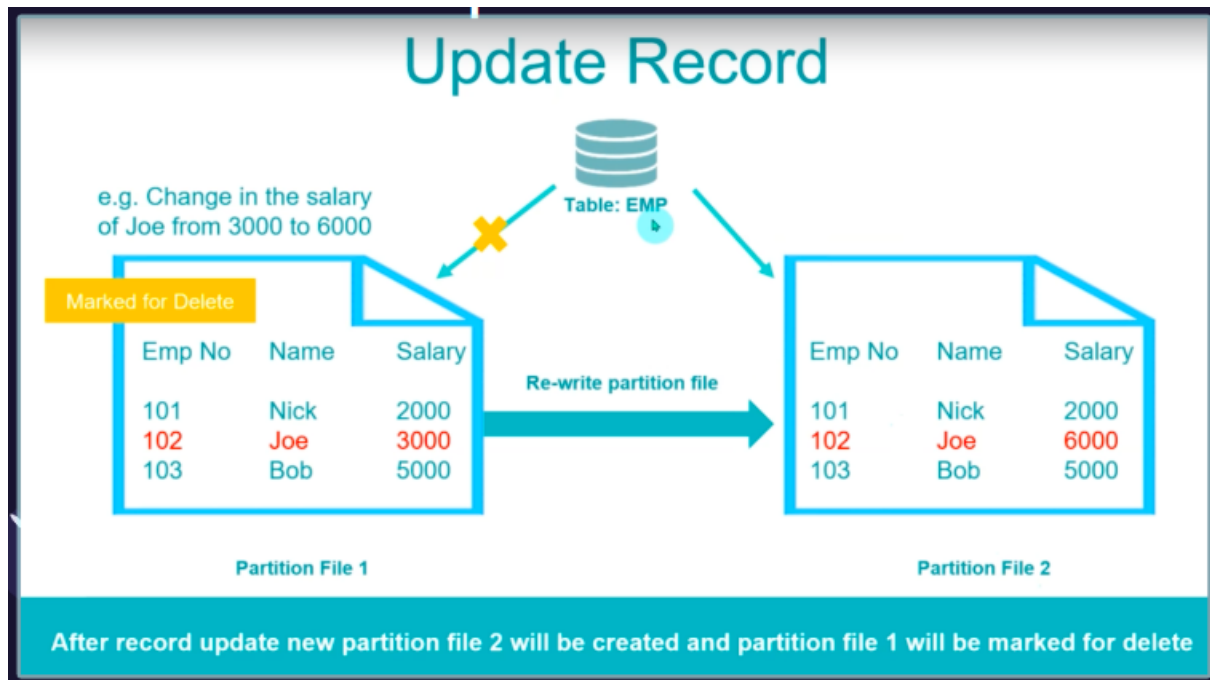 Update Record
e.g. Change in the salary
of Joe from 3000 to 6000
Table: EMP
Marked for Delete
Emp No Name Salary
101 Nick 2000
102 Joe 3000
103 Bob 5000
Partition File 1
Re-write partition file
Emp No Name Salary
101 Nick 2000
102 Joe 6000
103 Bob 5000
Partition File 2
After record update new partition file 2 will be created and partition file 1 will be marked for delete